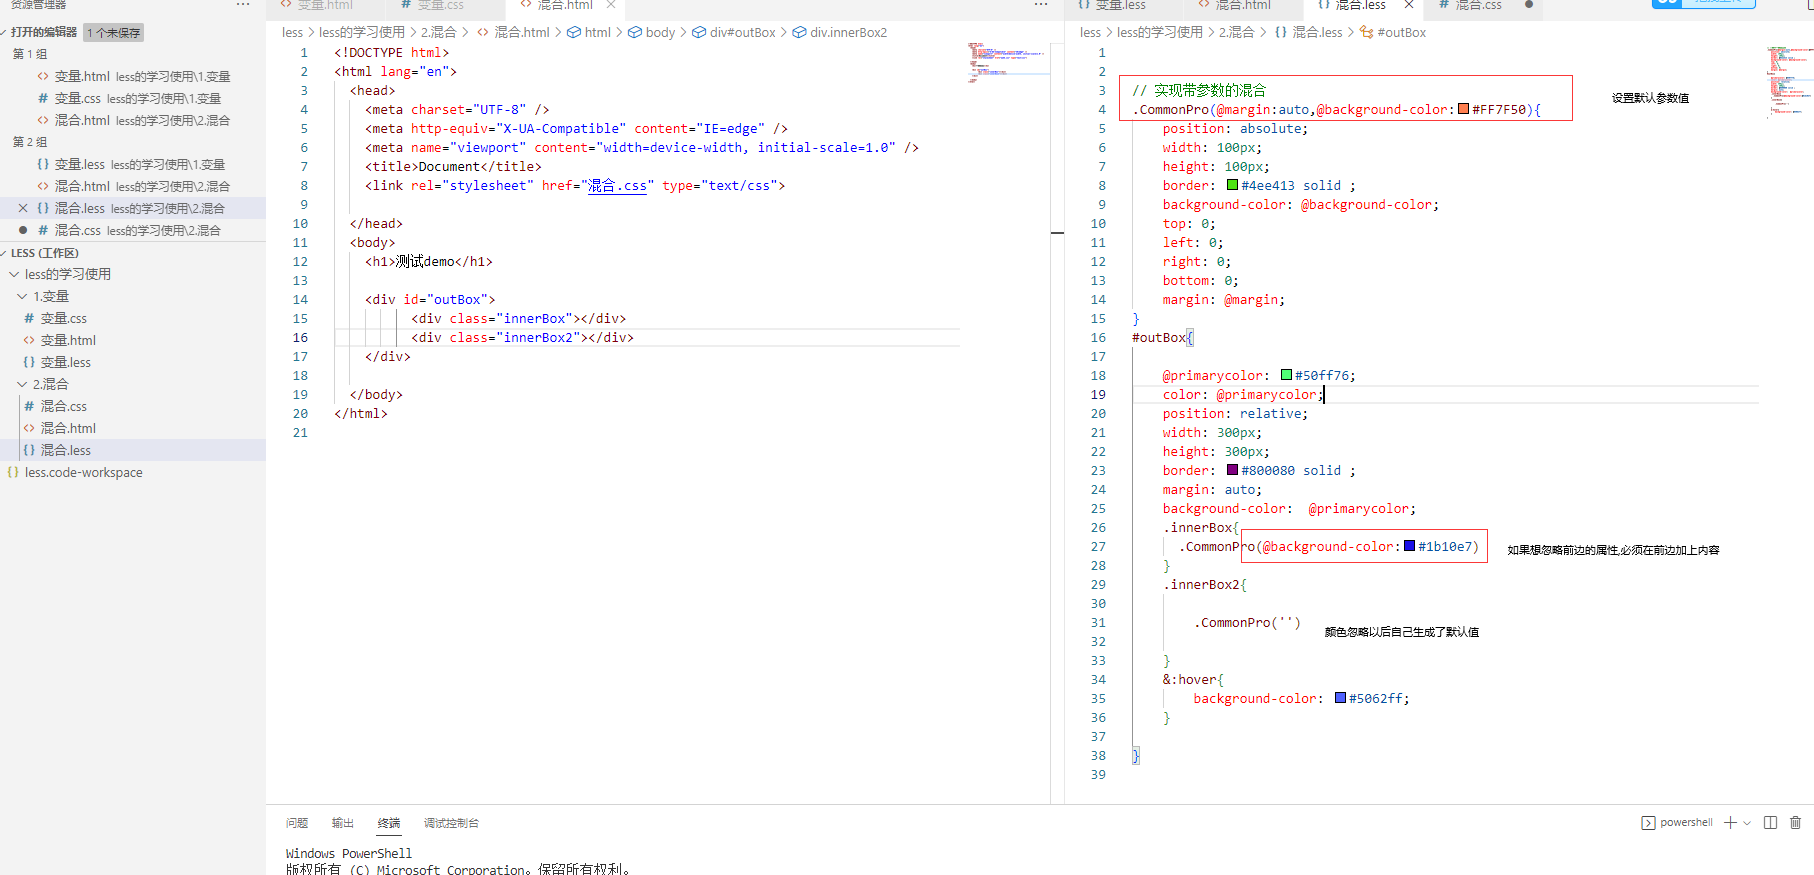 资源管理器
打开的编辑器 1 个未保存
第 1 组
变量.html less的学习使用\1.变量
变量.css less的学习使用\1.变量
混合.html less的学习使用\2.混合
第 2 组
变量.less less的学习使用\1.变量
混合.html less的学习使用\2.混合
混合.less less的学习使用\2.混合
混合.css less的学习使用\2.混合
LESS (工作区)
less的学习使用
1.变量
变量.css
变量.html
变量.less
2.混合
混合.css
混合.html
混合.less
less.code-workspace
变量.html 变量.css 混合.html
less > less的学习使用 > 2.混合 > 混合.html > html > body > div#outBox > div.innerBox2
1 <!DOCTYPE html>
2 <html lang="en">
3 <head>
4 <meta charset="UTF-8" />
5 <meta http-equiv="X-UA-Compatible" content="IE=edge" />
6 <meta name="viewport" content="width=device-width, initial-scale=1.0" />
7 <title>Document</title>
8 <link rel="stylesheet" href="混合.css" type="text/css">
9
10 </head>
11 <body>
12 <h1>测试demo</h1>
13
14 <div id="outBox">
15 <div class="innerBox"></div>
16 <div class="innerBox2"></div>
17 </div>
18
19 </body>
20 </html>
21
变量.less 混合.html 混合.less 混合.css
less > less的学习使用 > 2.混合 > 混合.less > #outBox
1
2
3 // 实现带参数的混合
4 .CommonPro(@margin:auto,@background-color:#FF7F50){
设置默认参数值
5 position: absolute;
6 width: 100px;
7 height: 100px;
8 border: #4ee413 solid ;
9 background-color: @background-color;
10 top: 0;
11 left: 0;
12 right: 0;
13 bottom: 0;
14 margin: @margin;
15 }
16 #outBox{
17
18 @primarycolor: #50ff76;
19 color: @primarycolor;
20 position: relative;
21 width: 300px;
22 height: 300px;
23 border: #800080 solid ;
24 margin: auto;
25 background-color: @primarycolor;
26 .innerBox{
27 .CommonPro(@background-color:#1b10e7)
如果想忽略前边的属性,必须在前边加上内容
28 }
29 .innerBox2{
30
31 .CommonPro('')
颜色忽略以后自己生成了默认值
32
33 }
34 &:hover{
35 background-color: #5062ff;
36 }
37
38 }
39
问题 输出 终端 调试控制台
powershell
Windows PowerShell
版权所有 (C) Microsoft Corporation。保留所有权利。